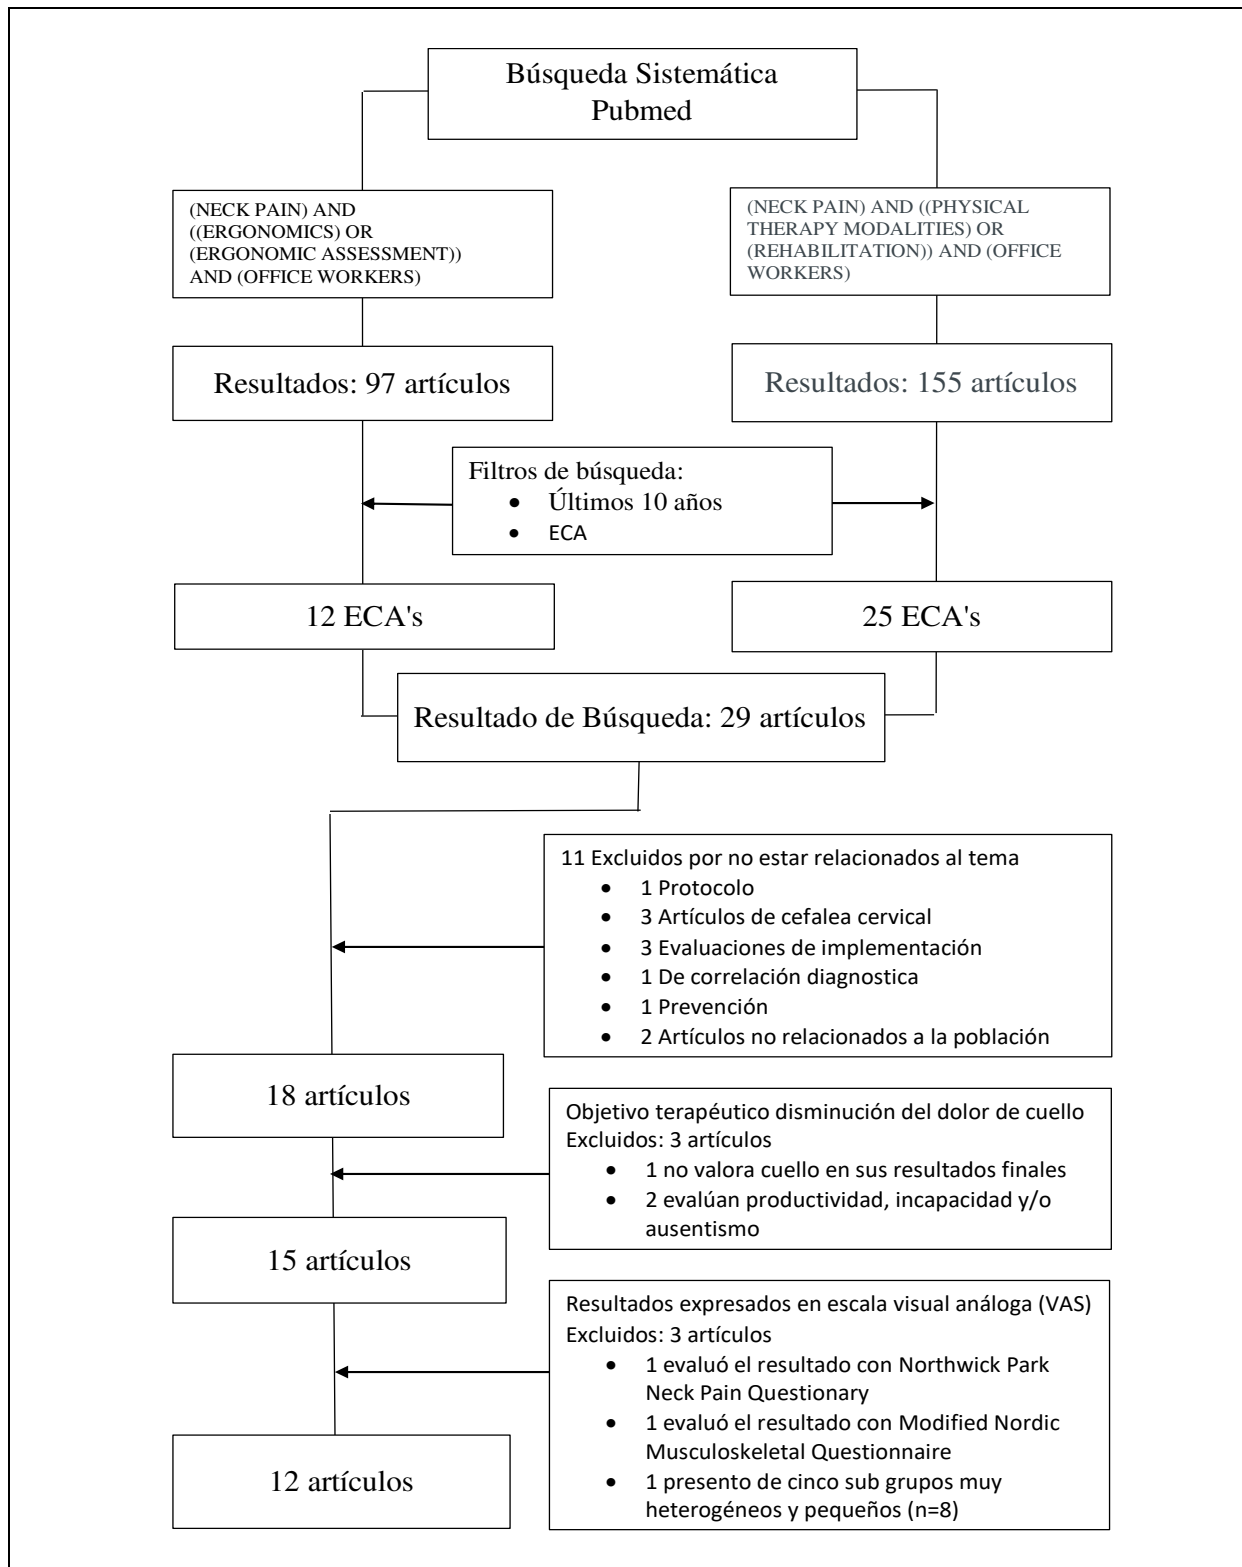 Búsqueda Sistemática
Pubmed
(NECK PAIN) AND
((ERGONOMICS) OR
(ERGONOMIC ASSESSMENT))
AND (OFFICE WORKERS)
(NECK PAIN) AND ((PHYSICAL
THERAPY MODALITIES) OR
(REHABILITATION)) AND (OFFICE
WORKERS)
Resultados: 97 artículos
Resultados: 155 artículos
Filtros de búsqueda:
• Últimos 10 años
• ECA
12 ECA's
25 ECA's
Resultado de Búsqueda: 29 artículos
11 Excluidos por no estar relacionados al tema
• 1 Protocolo
• 3 Artículos de cefalea cervical
• 3 Evaluaciones de implementación
• 1 De correlación diagnostica
• 1 Prevención
• 2 Artículos no relacionados a la población
18 artículos
Objetivo terapéutico disminución del dolor de cuello
Excluidos: 3 artículos
• 1 no valora cuello en sus resultados finales
• 2 evalúan productividad, incapacidad y/o
ausentismo
15 artículos
Resultados expresados en escala visual análoga (VAS)
Excluidos: 3 artículos
• 1 evaluó el resultado con Northwick Park
Neck Pain Questionary
• 1 evaluó el resultado con Modified Nordic
Musculoskeletal Questionnaire
• 1 presento de cinco sub grupos muy
heterogéneos y pequeños (n=8)
12 artículos